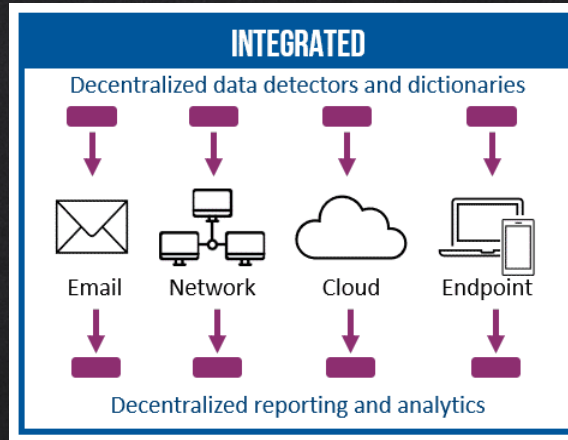 INTEGRATED
Decentralized data detectors and dictionaries
Email Network Cloud Endpoint
Decentralized reporting and analytics